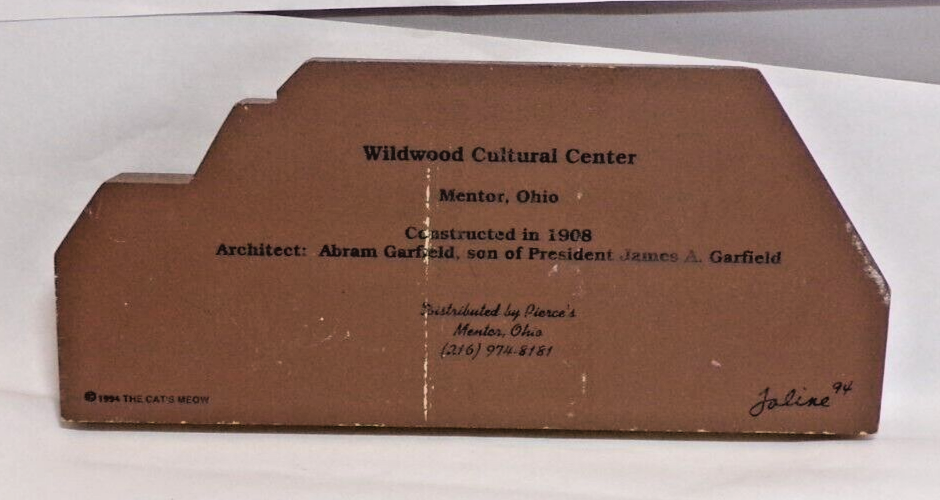 Wildwood Cultural Center
Mentor, Ohio
Constructed in 1908
Architect: Abram Garfield, son of President James A. Garfield
Distributed by Pierce's
Mentor, Ohio
(216) 974-8181
© 1994 THE CAT'S MEOW
Faline 94